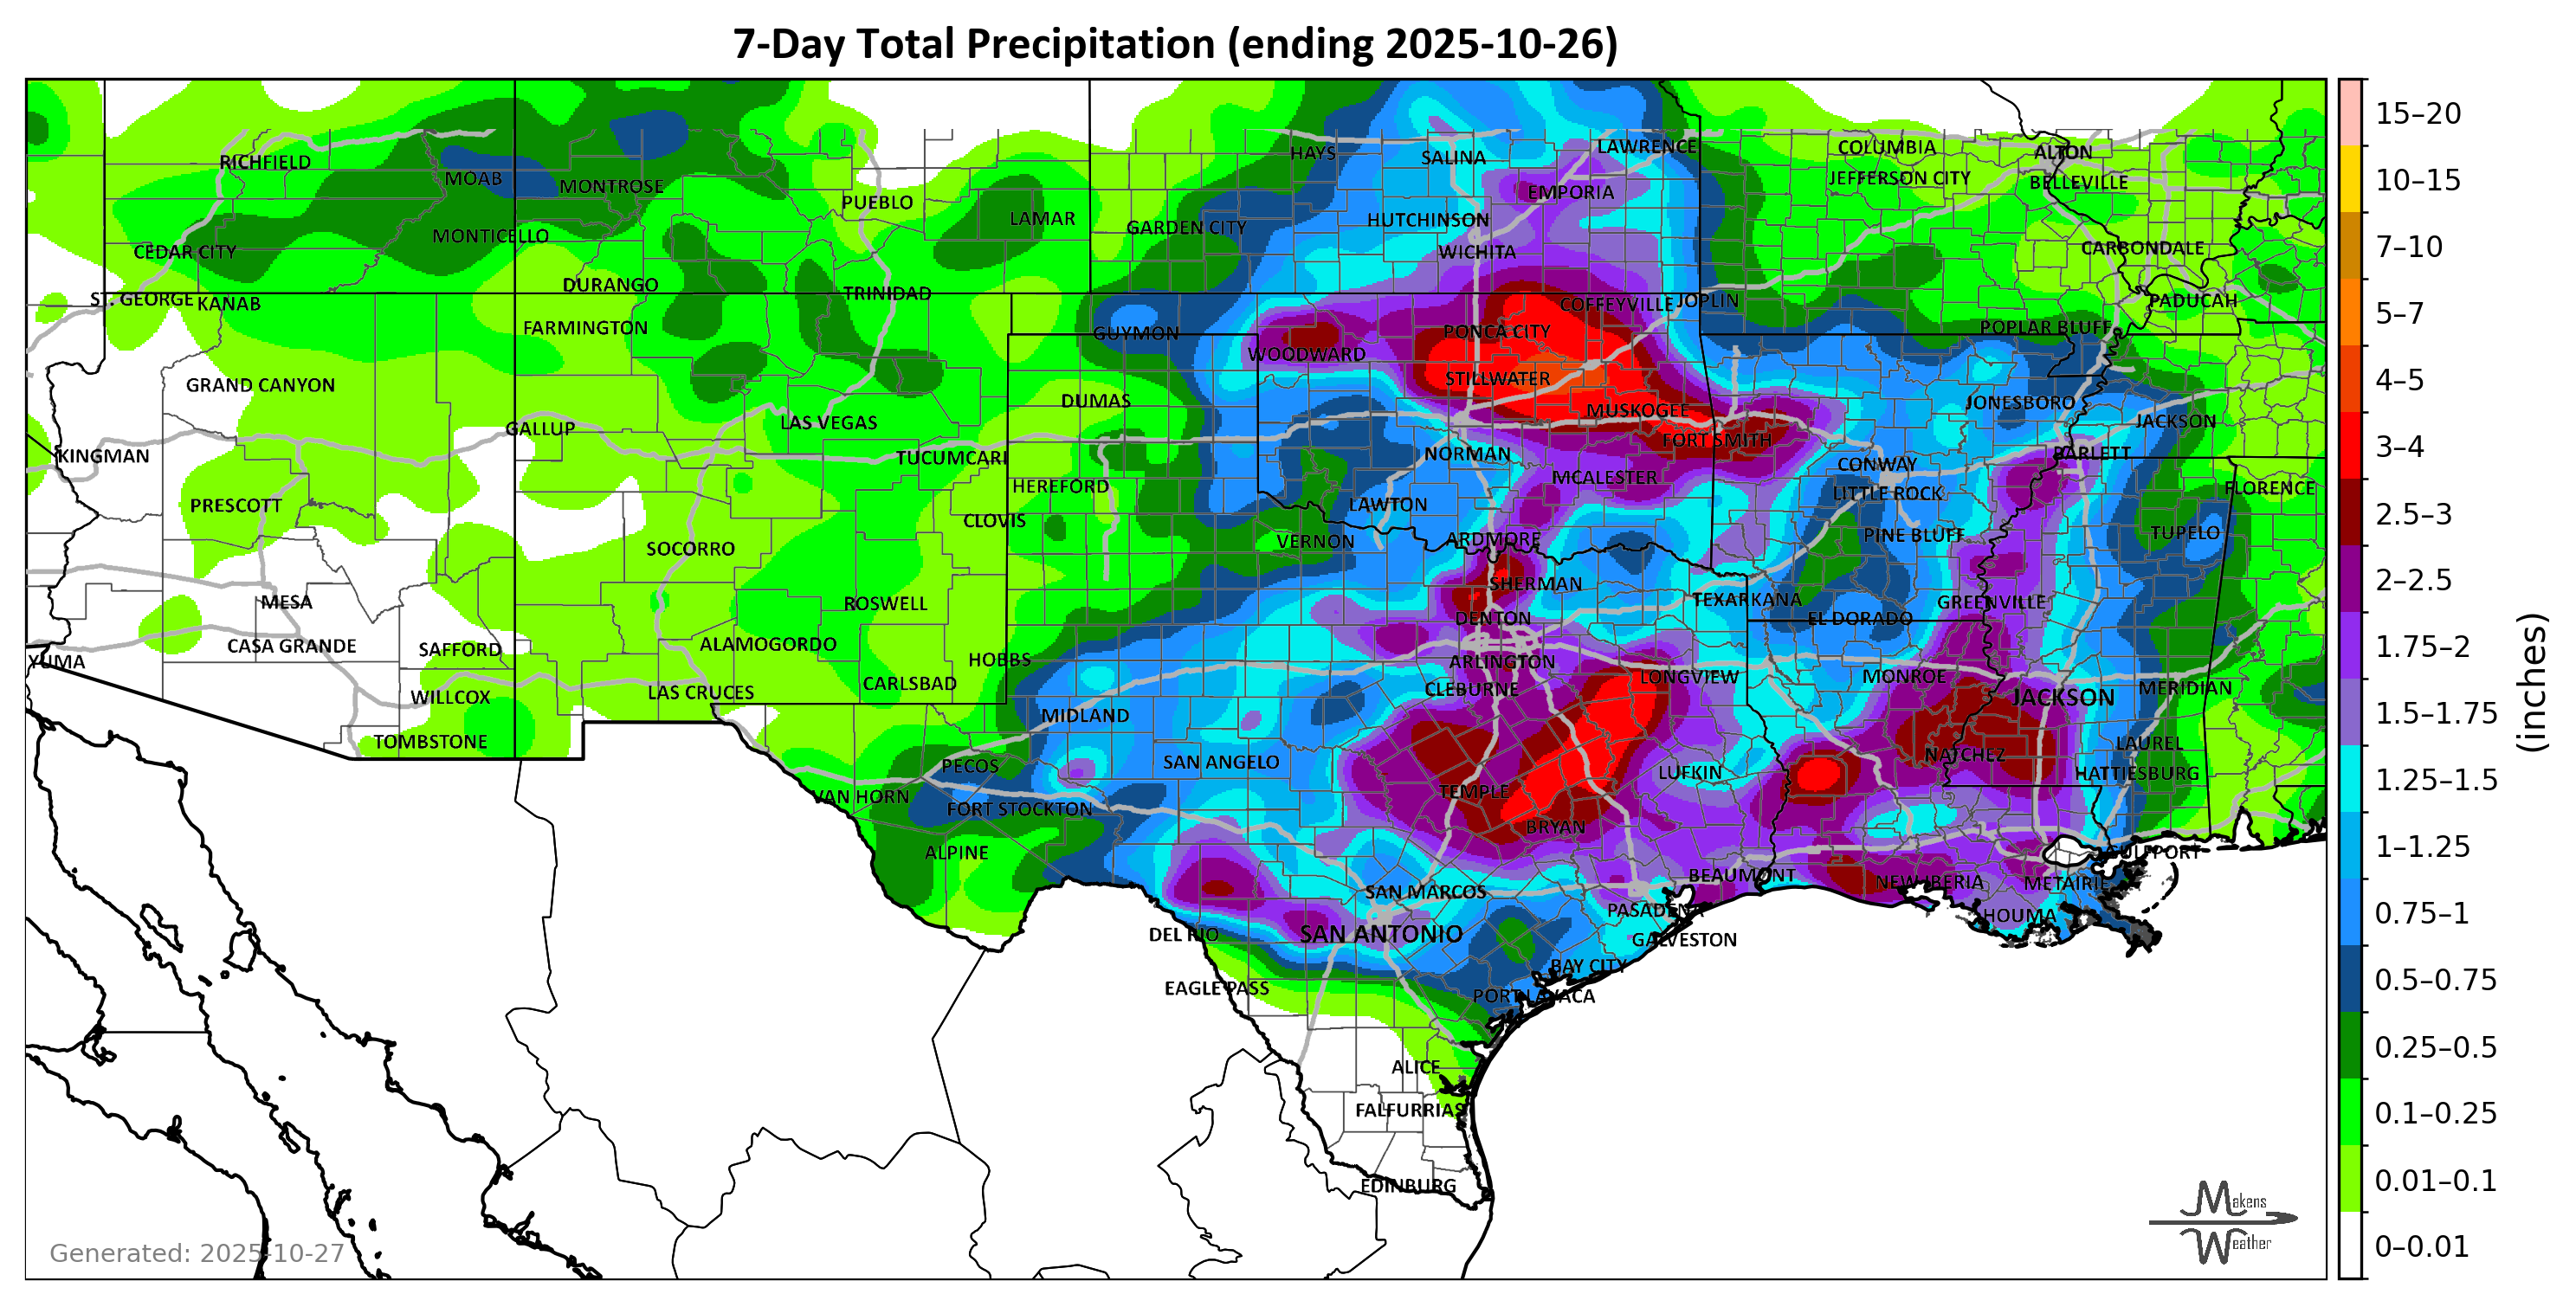 7-Day Total Precipitation (ending 2025-10-26)
HAYS
SALINA
LAWRENCE
COLUMBIA
ALTON
RICHFIELD
MOAB
MONTROSE
EMPORIA
JEFFERSON CITY
BELLEVILLE
PUEBLO
LAMAR
GARDEN CITY
HUTCHINSON
MONTICELLO
CEDAR CITY
WICHITA
CARBONDALE
DURANGO
TRINIDAD
ST. GEORGE
KANAB
COFFEYVILLE
JOPLIN
PADUCAH
FARMINGTON
GUYMON
PONCA CITY
POPLAR BLUFF
WOODWARD
GRAND CANYON
STILLWATER
DUMAS
MUSKOGEE
JONESBORO
JACKSON
GALLUP
LAS VEGAS
FORT SMITH
KINGMAN
TUCUMCARI
NORMAN
BARLETT
CONWAY
HEREFORD
MCALESTER
LITTLE ROCK
FLORENCE
PRESCOTT
LAWTON
CLOVIS
SOCORRO
VERNON
ARDMORE
PINE BLUFF
TUPELO
SHERMAN
MESA
ROSWELL
TEXARKANA
GREENVILLE
DENTON
EL DORADO
CASA GRANDE
SAFFORD
ALAMOGORDO
HOBBS
YUMA
ARLINGTON
CARLSBAD
CLEBURNE
LONGVIEW
MONROE
MERIDIAN
WILLCOX
LAS CRUCES
JACKSON
MIDLAND
TOMBSTONE
PECOS
SAN ANGELO
NATCHEZ
LAUREL
LUFKIN
HATTIESBURG
VAN HORN
FORT STOCKTON
TEMPLE
BRYAN
ALPINE
GULFPORT
SAN MARCOS
BEAUMONT
NEW IBERIA
METAIRIE
DEL RIO
SAN ANTONIO
PASADENA
HOUMA
GALVESTON
BAY CITY
EAGLE PASS
PORT LAVACA
ALICE
FALFURRIAS
EDINBURG
15–20
10–15
7–10
5–7
4–5
3–4
2.5–3
2–2.5
1.75–2
1.5–1.75
1.25–1.5
1–1.25
0.75–1
0.5–0.75
0.25–0.5
0.1–0.25
0.01–0.1
0–0.01
(inches)
Generated: 2025-10-27
Makens
Weather